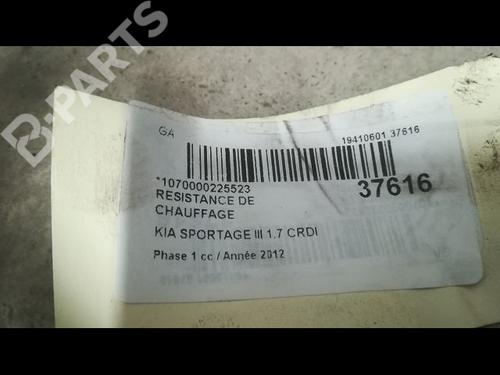 B-PARTS
GA
19410601 37616
*1070000225523
37616
RESISTANCE DE
CHAUFFAGE
KIA SPORTAGE III 1.7 CRDI
Phase 1 cc / Année 2012